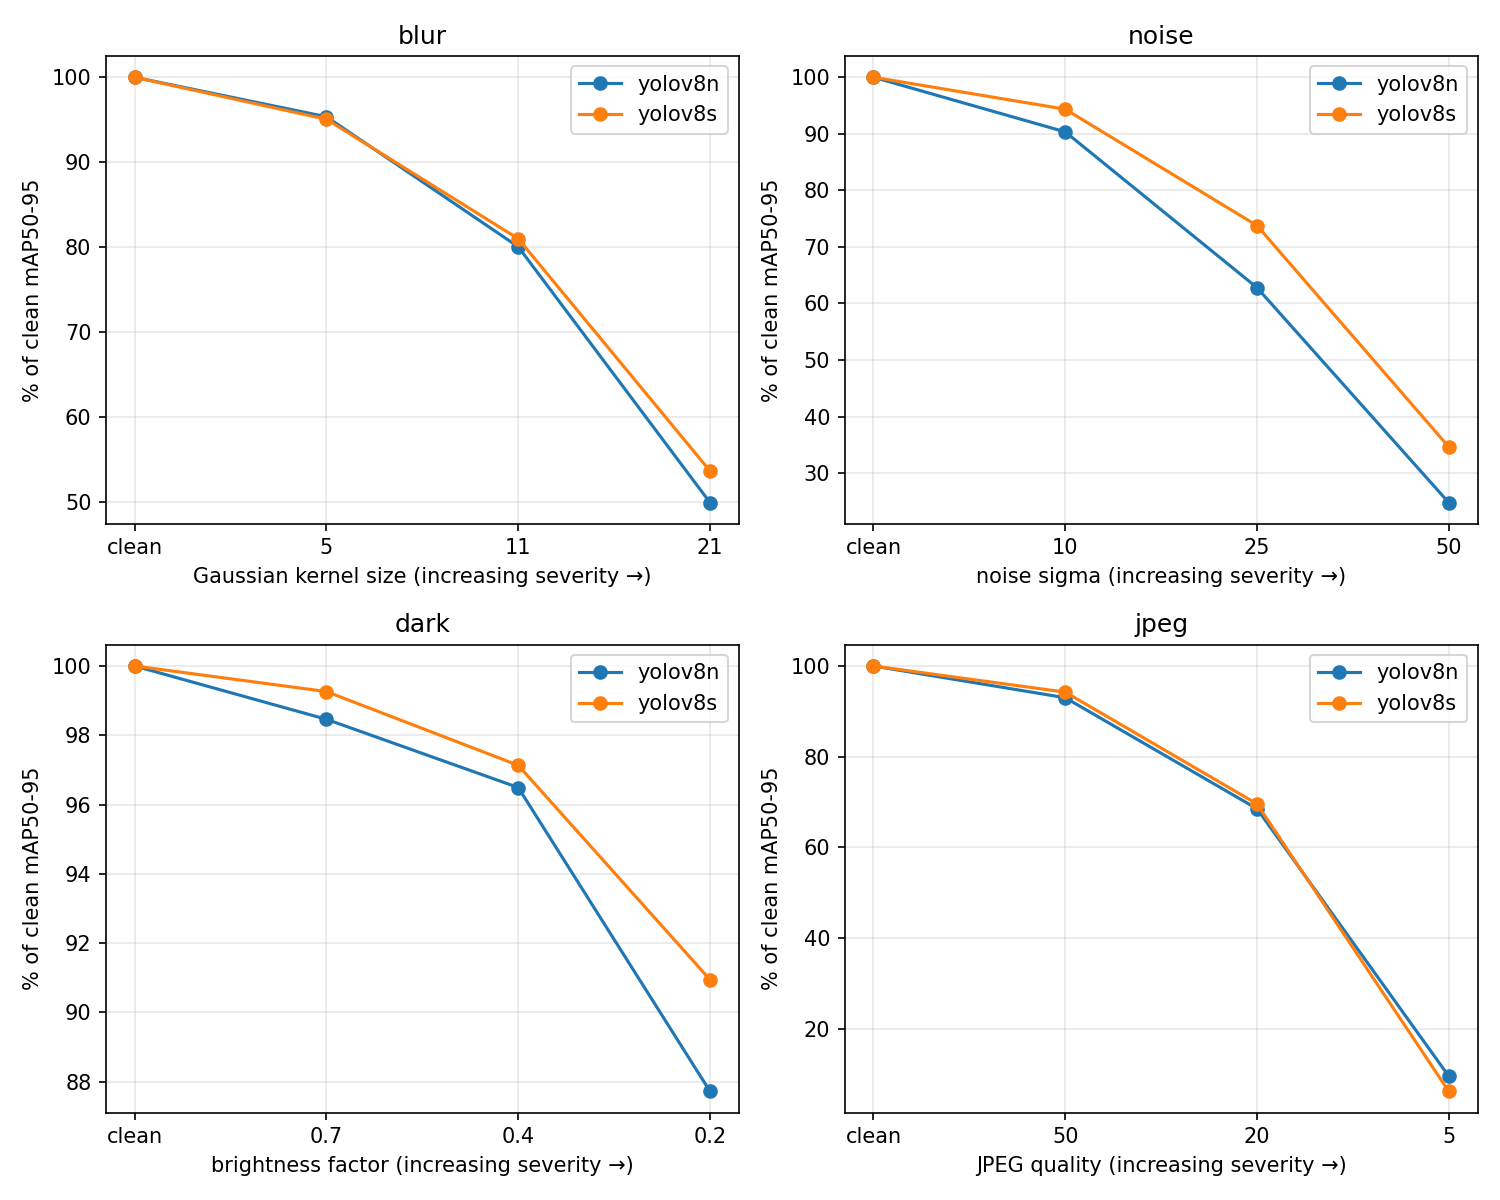 blur
100
90
80
70
60
50
% of clean mAP50-95
yolov8n
yolov8s
clean 5 11 21
Gaussian kernel size (increasing severity →)
noise
100
90
80
70
60
50
40
30
% of clean mAP50-95
yolov8n
yolov8s
clean 10 25 50
noise sigma (increasing severity →)
dark
100
98
96
94
92
90
88
% of clean mAP50-95
yolov8n
yolov8s
clean 0.7 0.4 0.2
brightness factor (increasing severity →)
jpeg
100
80
60
40
20
% of clean mAP50-95
yolov8n
yolov8s
clean 50 20 5
JPEG quality (increasing severity →)